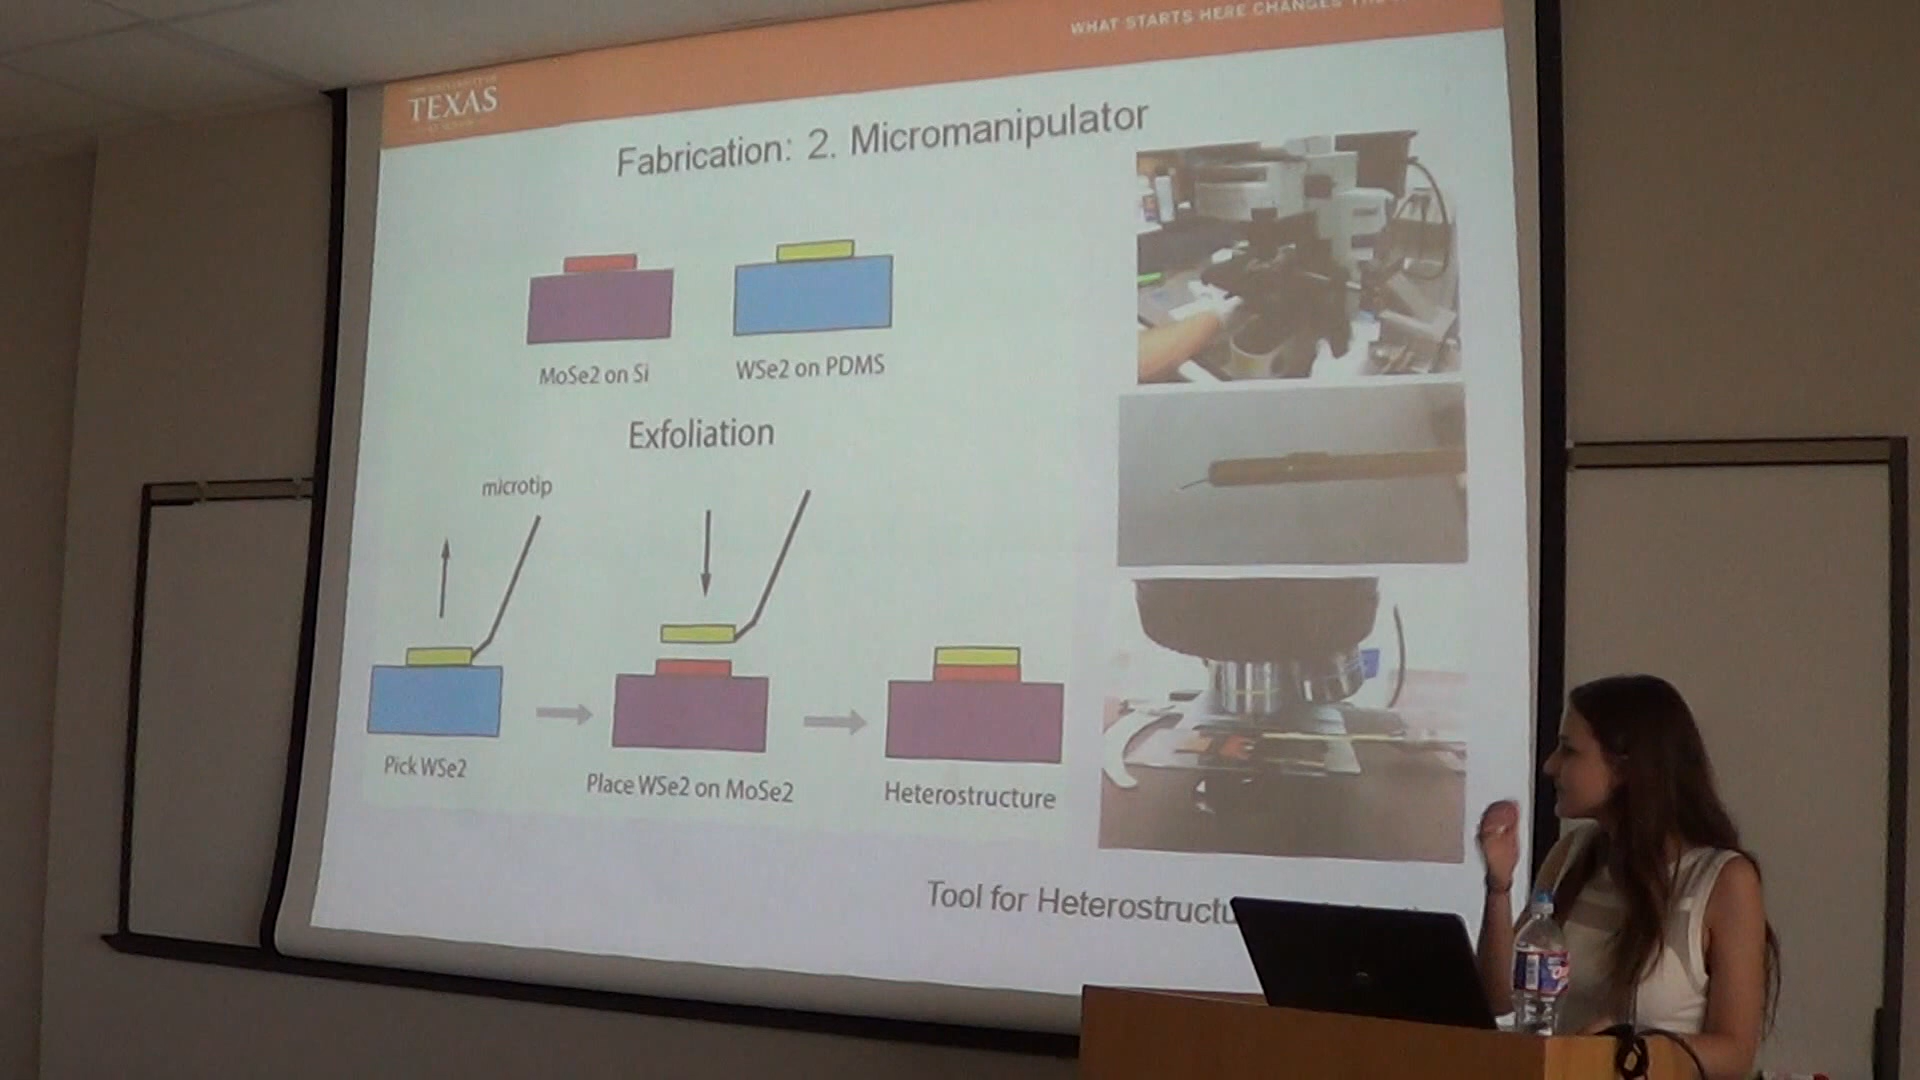 WHAT STARTS HERE CHANGES
TEXAS
Fabrication: 2. Micromanipulator
MoSe2 on Si
WSe2 on PDMS
Exfoliation
microtip
Pick WSe2
Place WSe2 on MoSe2
Heterostructure
Tool for